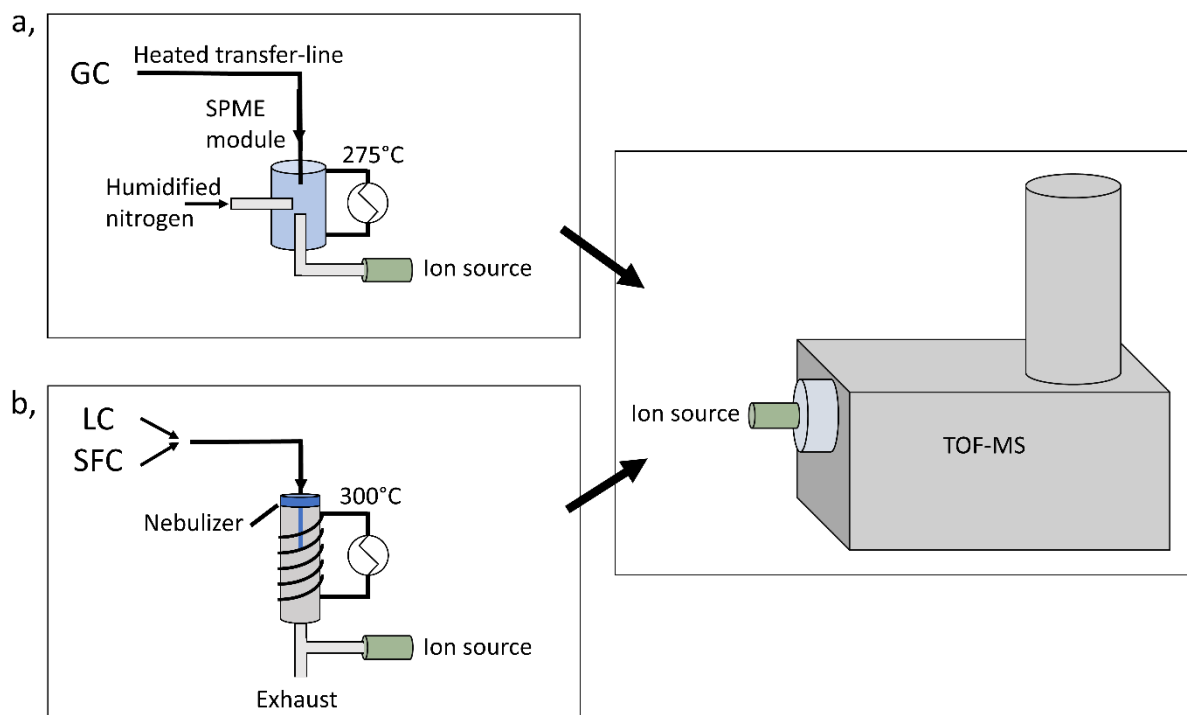 a,
Heated transfer-line
GC
SPME
module
275°C
Humidified
nitrogen
Ion source
b,
LC
SFC
300°C
Nebulizer
Ion source
Exhaust
Ion source
TOF-MS